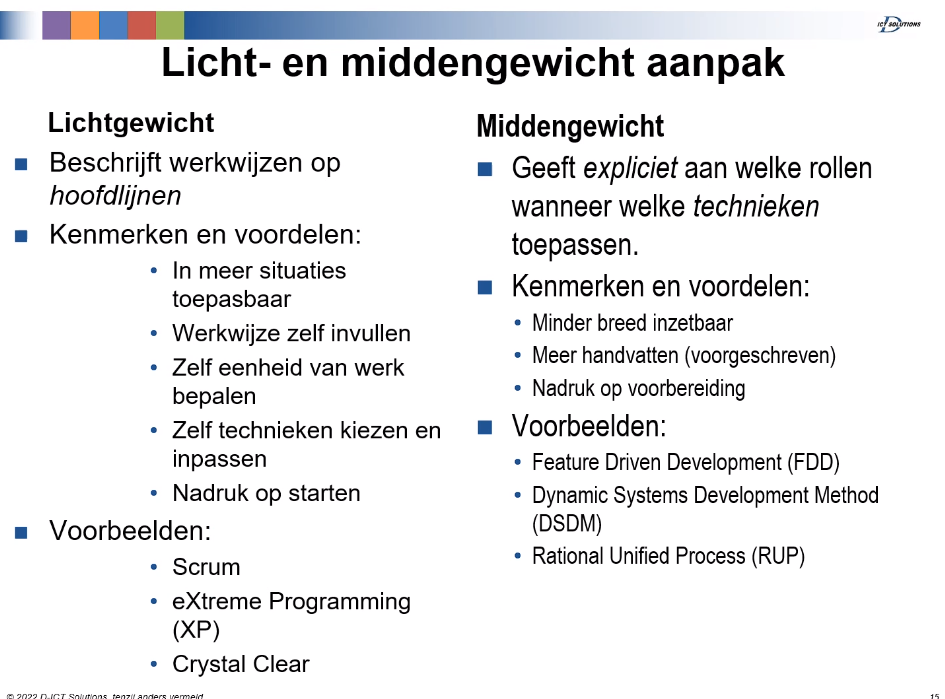 ICT SOLUTIONS
Licht- en middengewicht aanpak
Lichtgewicht
Beschrijft werkwijzen op
hoofdlijnen
Kenmerken en voordelen:
In meer situaties
toepasbaar
Werkwijze zelf invullen
Zelf eenheid van werk
bepalen
Zelf technieken kiezen en
inpassen
Nadruk op starten
Voorbeelden:
Scrum
eXtreme Programming
(XP)
Crystal Clear
Middengewicht
Geeft expliciet aan welke rollen
wanneer welke technieken
toepassen.
Kenmerken en voordelen:
Minder breed inzetbaar
Meer handvatten (voorgeschreven)
Nadruk op voorbereiding
Voorbeelden:
Feature Driven Development (FDD)
Dynamic Systems Development Method
(DSDM)
Rational Unified Process (RUP)
© 2022 D-ICT Solutions, tenzij anders vermeld
15